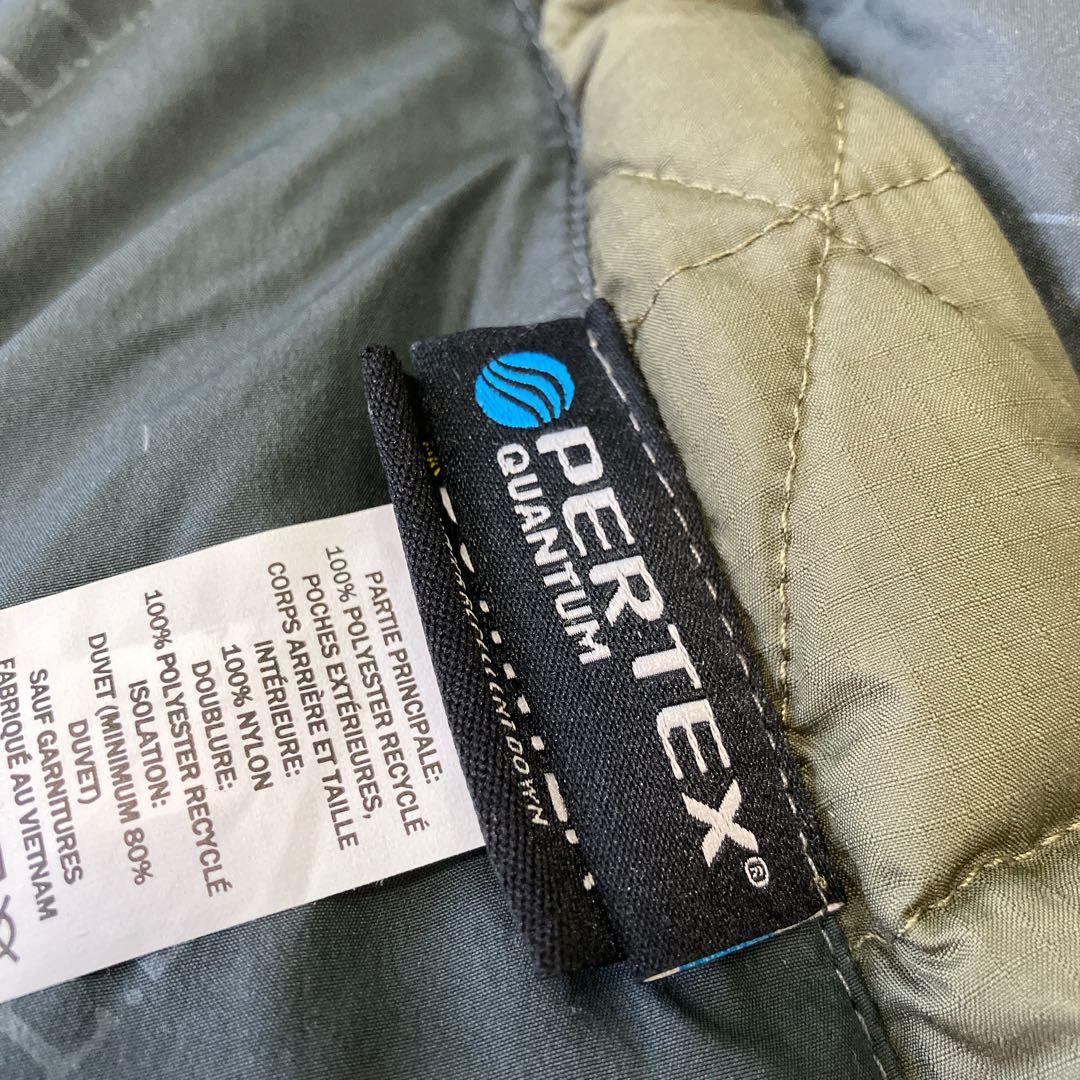 PERTEX®
QUANTUM
DOWN
PARTIE PRINCIPALE:
100% POLYESTER RECYCLÉ
POCHES EXTÉRIEURES,
CORPS ARRIÈRE ET TAILLE
INTÉRIEURE:
100% NYLON
DOUBLURE:
100% POLYESTER RECYCLÉ
ISOLATION:
DUVET (MINIMUM 80%
DUVET)
SAUF GARNITURES
FABRIQUÉ AU VIETNAM